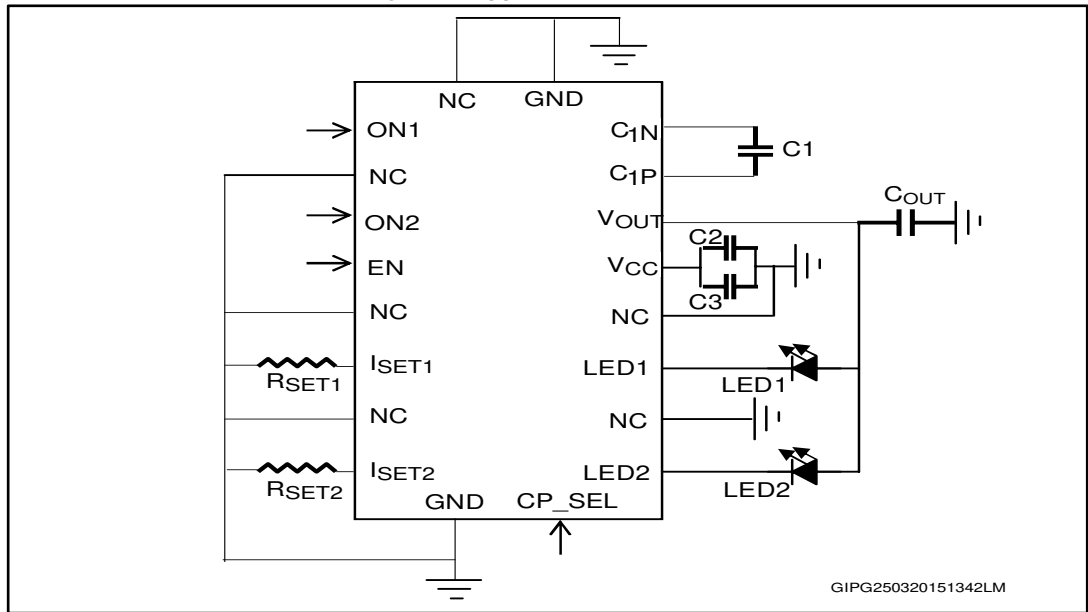 NC GND
ON1
NC
ON2
EN
NC
ISET1
NC
ISET2
GND CP_SEL
C1N
C1P
VOUT
VCC
NC
LED1
NC
LED2
C1
COUT
C2
C3
LED1
LED2
RSET1
RSET2
GIPG250320151342LM